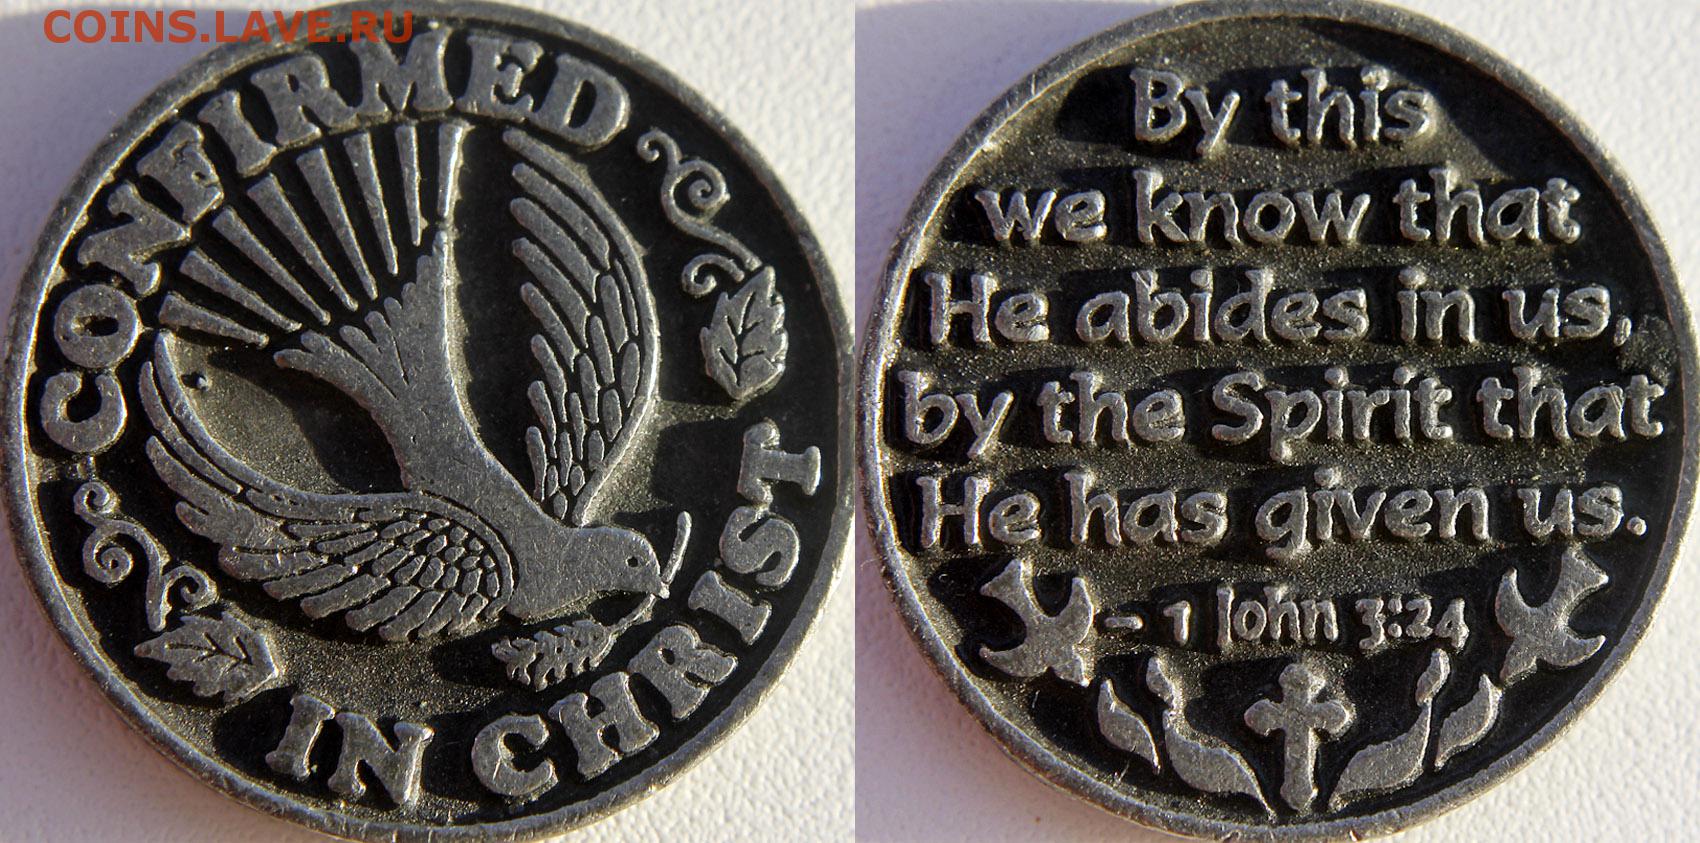 COINS.LAVE.RU
CONFIRMED
IN CHRIST
By this
we know that
He abides in us,
by the Spirit that
He has given us.
- 1 John 3:24